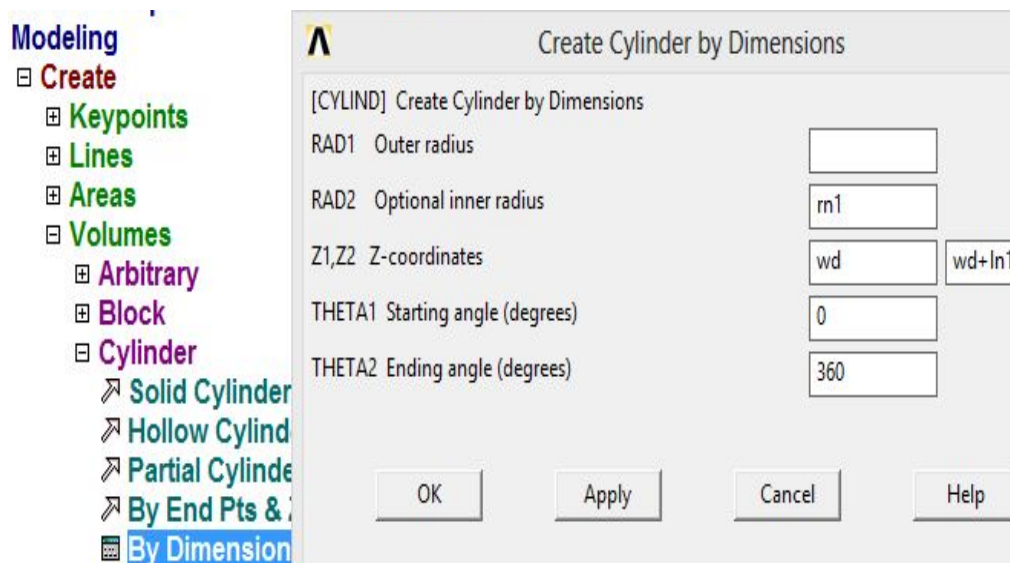 Modeling
Create
Keypoints
Lines
Areas
Volumes
Arbitrary
Block
Cylinder
Solid Cylinder
Hollow Cylind
Partial Cylinde
By End Pts &
By Dimension
Create Cylinder by Dimensions
[CYLIND] Create Cylinder by Dimensions
RAD1 Outer radius
RAD2 Optional inner radius rn1
Z1,Z2 Z-coordinates wd wd+ln1
THETA1 Starting angle (degrees) 0
THETA2 Ending angle (degrees) 360
OK Apply Cancel Help